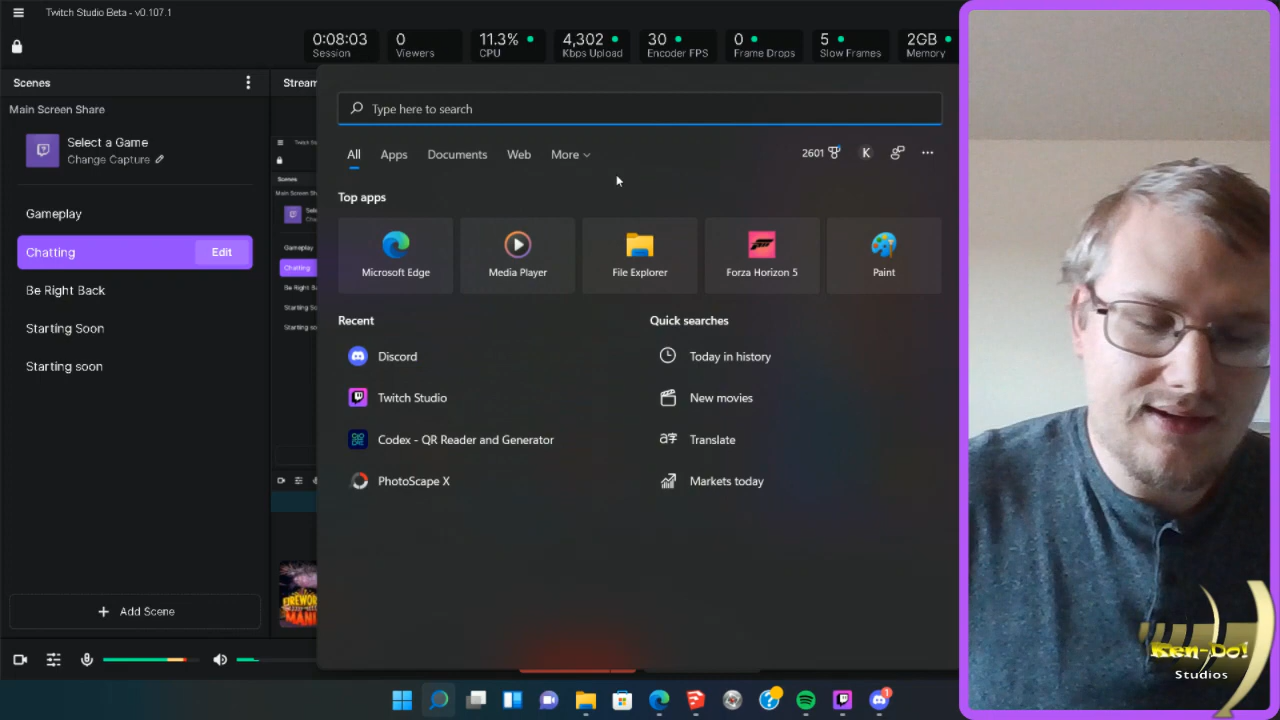 Twitch Studio Beta - v0.107.1
0:08:03
Session
0
Viewers
11.3%
CPU
4,302
Kbps Upload
30
Encoder FPS
0
Frame Drops
5
Slow Frames
2GB
Memory
Scenes
Main Screen Share
Select a Game
Change Capture
Gameplay
Chatting
Edit
Be Right Back
Starting Soon
Starting soon
+ Add Scene
Type here to search
All
Apps
Documents
Web
More
2601
K
Top apps
Microsoft Edge
Media Player
File Explorer
Forza Horizon 5
Paint
Recent
Discord
Twitch Studio
Codex - QR Reader and Generator
PhotoScape X
Quick searches
Today in history
New movies
Translate
Markets today
1
Ken-Do!
Studios